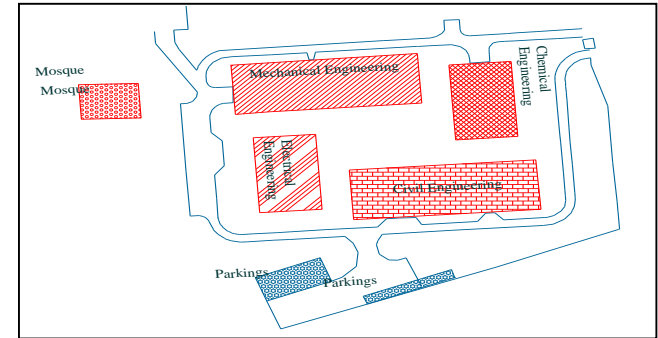 Mosque
Mosque
Mechanical Engineering
Chemical
Engineering
Electrical
Engineering
Civil Engineering
Parkings
Parkings